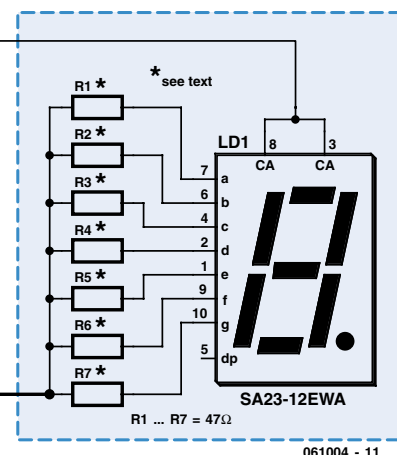 R1*
*see text
R2*
LD1
8
3
CA
CA
R3*
7
a
6
b
R4*
4
c
2
d
R5*
1
e
9
f
R6*
10
g
5
dp
R7*
SA23-12EWA
R1 ... R7 = 47Ω
061004 - 11